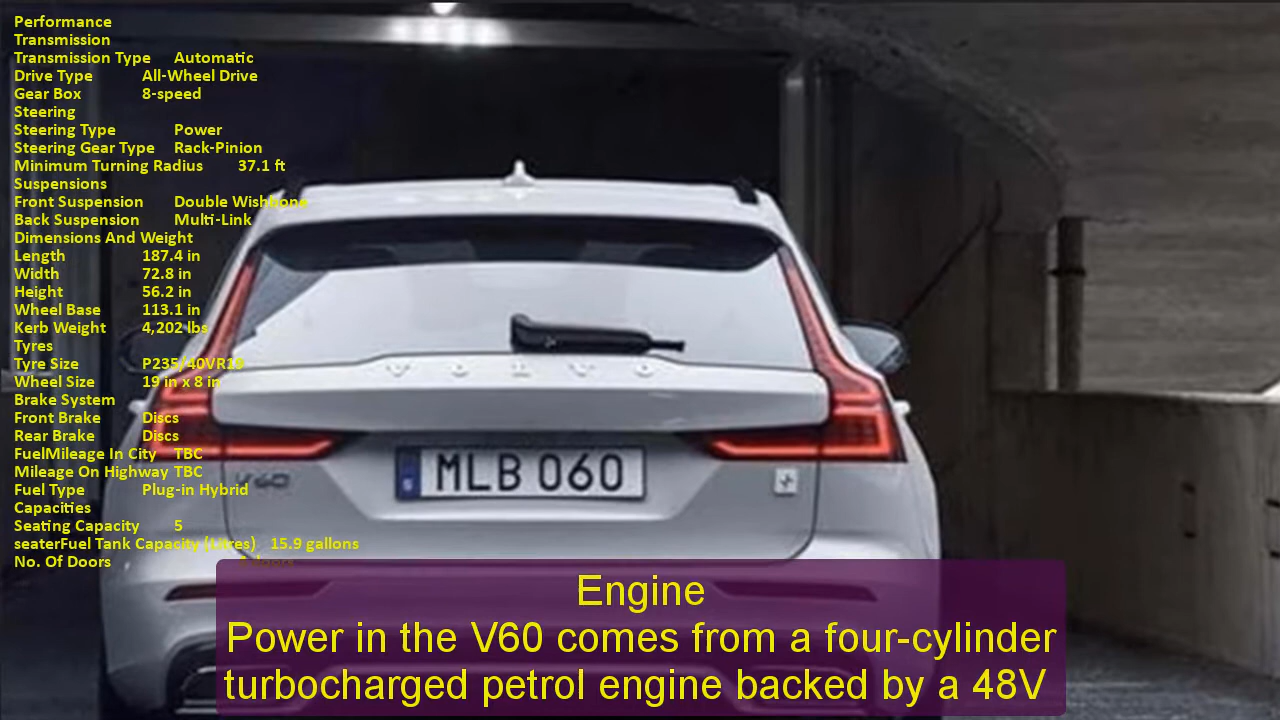 Performance
Transmission
Transmission Type Automatic
Drive Type All-Wheel Drive
Gear Box 8-speed
Steering
Steering Type Power
Steering Gear Type Rack-Pinion
Minimum Turning Radius 37.1 ft
Suspensions
Front Suspension Double Wishbone
Back Suspension Multi-Link
Dimensions And Weight
Length 187.4 in
Width 72.8 in
Height 56.2 in
Wheel Base 113.1 in
Kerb Weight 4,202 lbs
Tyres
Tyre Size P235/40VR19
Wheel Size 19 in x 8 in
Brake System
Front Brake Discs
Rear Brake Discs
FuelMileage In City TBC
Mileage On Highway TBC
Fuel Type Plug-in Hybrid
Capacities
Seating Capacity 5
seaterFuel Tank Capacity (Litres) 15.9 gallons
No. Of Doors
VOLVO
V60
MLB 060
Engine
Power in the V60 comes from a four-cylinder
turbocharged petrol engine backed by a 48V